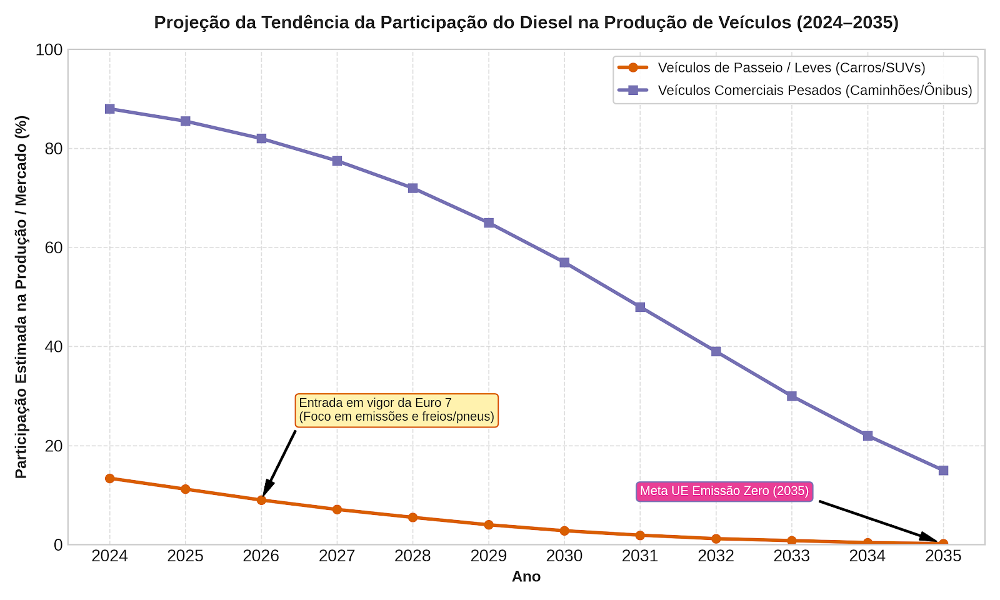 Projeção da Tendência da Participação do Diesel na Produção de Veículos (2024–2035)
Participação Estimada na Produção / Mercado (%)
100
80
60
40
20
0
Veículos de Passeio / Leves (Carros/SUVs)
Veículos Comerciais Pesados (Caminhões/Ônibus)
Entrada em vigor da Euro 7
(Foco em emissões e freios/pneus)
Meta UE Emissão Zero (2035)
2024 2025 2026 2027 2028 2029 2030 2031 2032 2033 2034 2035
Ano